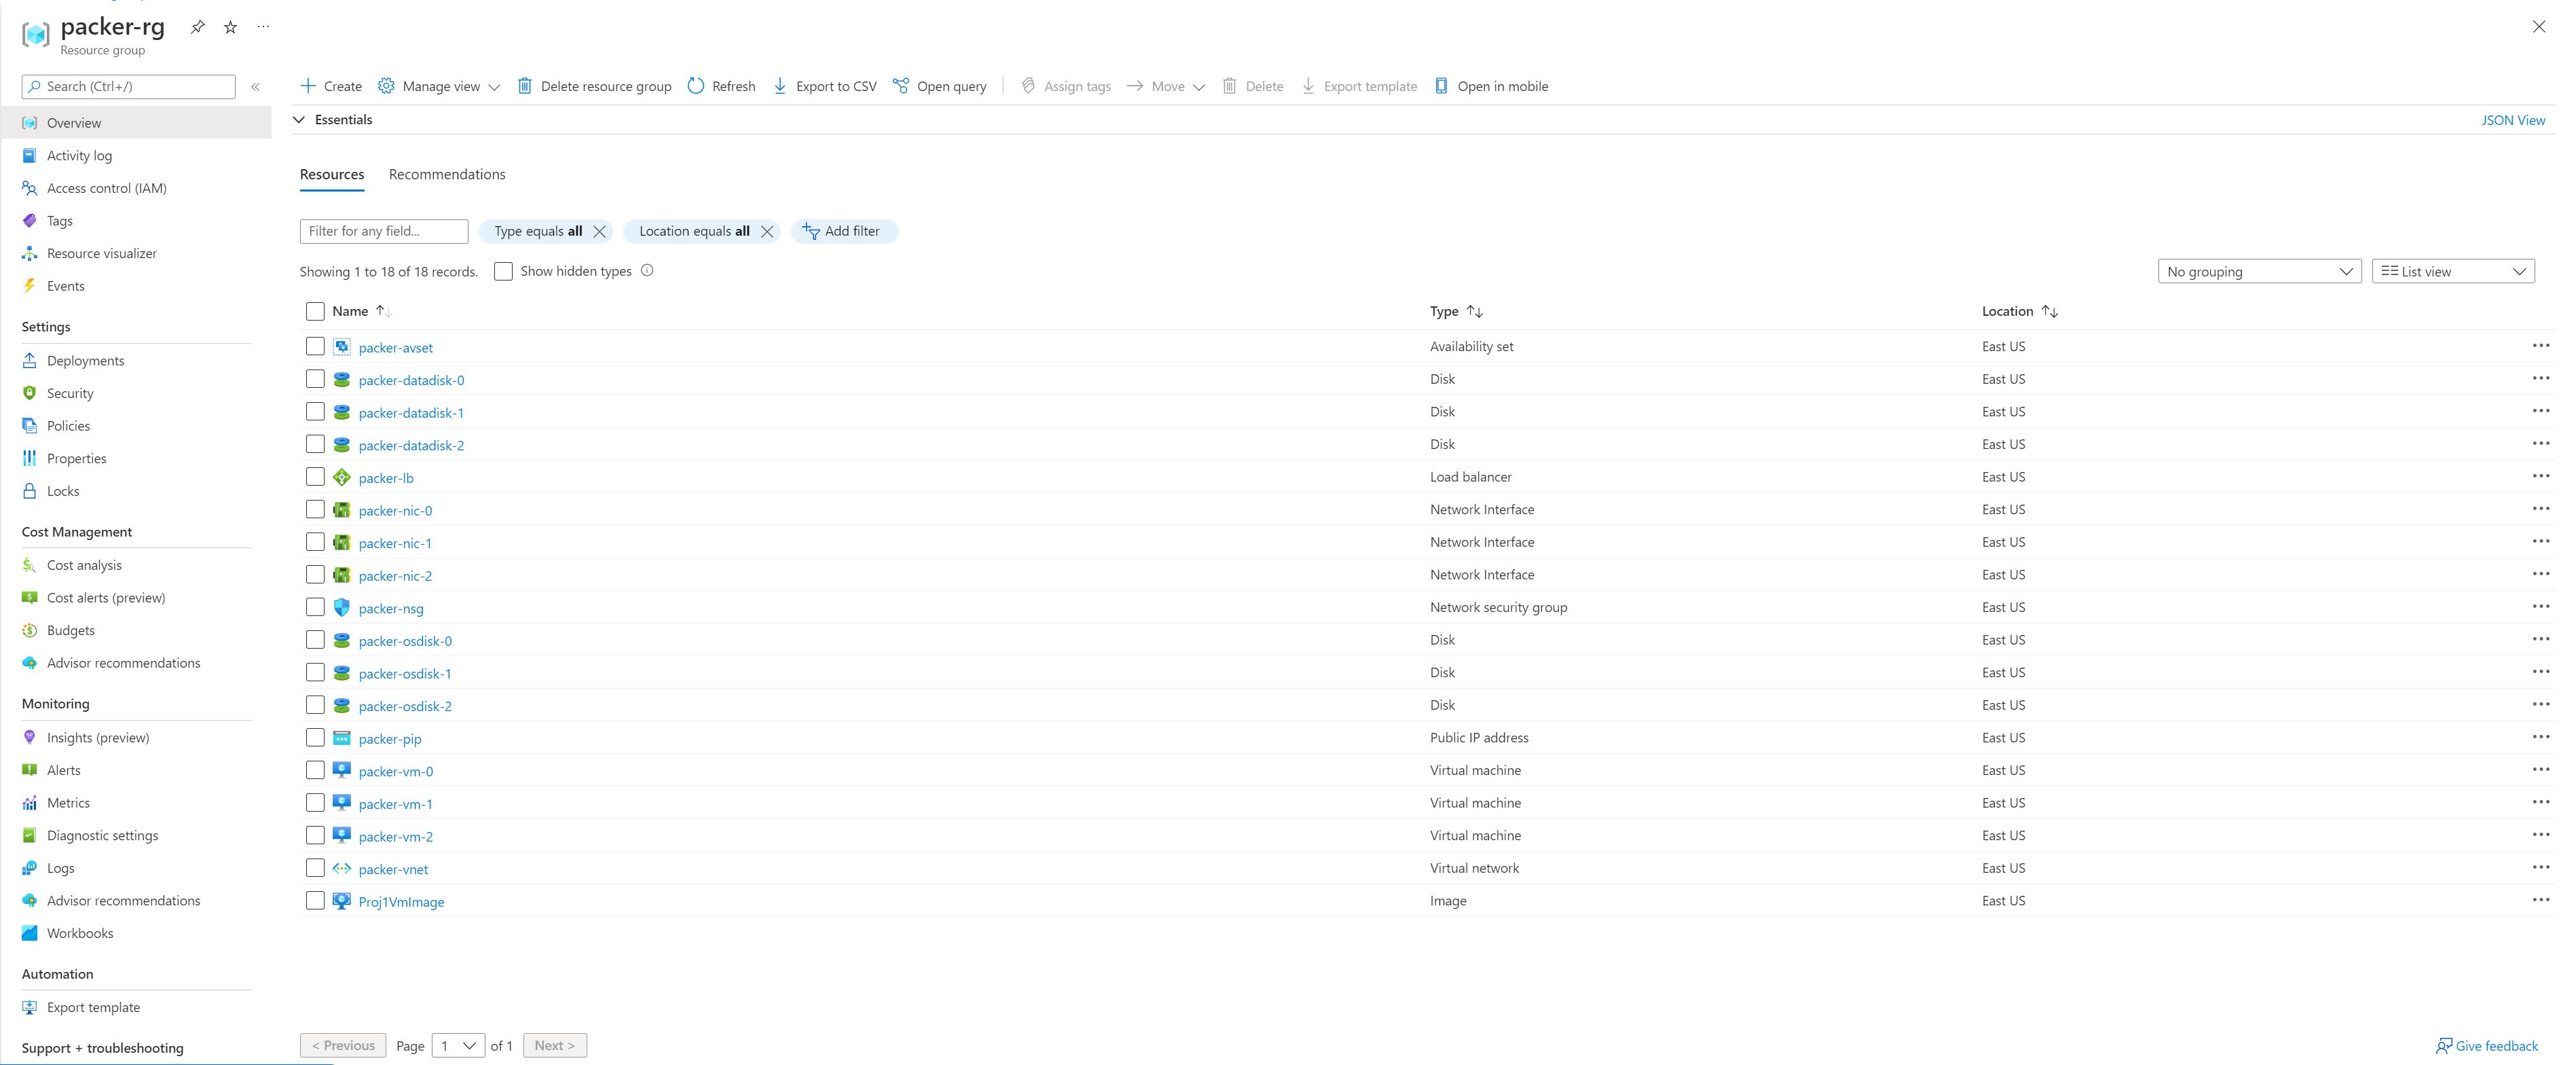 packer-rg
Resource group
Search (Ctrl+/)
Overview
Activity log
Access control (IAM)
Tags
Resource visualizer
Events
Settings
Deployments
Security
Policies
Properties
Locks
Cost Management
Cost analysis
Cost alerts (preview)
Budgets
Advisor recommendations
Monitoring
Insights (preview)
Alerts
Metrics
Diagnostic settings
Logs
Advisor recommendations
Workbooks
Automation
Export template
Support + troubleshooting
Create Manage view Delete resource group Refresh Export to CSV Open query Assign tags Move Delete Export template Open in mobile
Essentials JSON View
Resources Recommendations
Filter for any field... Type equals all Location equals all Add filter
Showing 1 to 18 of 18 records. Show hidden types No grouping List view
Name Type Location
packer-avset Availability set East US
packer-datadisk-0 Disk East US
packer-datadisk-1 Disk East US
packer-datadisk-2 Disk East US
packer-lb Load balancer East US
packer-nic-0 Network Interface East US
packer-nic-1 Network Interface East US
packer-nic-2 Network Interface East US
packer-nsg Network security group East US
packer-osdisk-0 Disk East US
packer-osdisk-1 Disk East US
packer-osdisk-2 Disk East US
packer-pip Public IP address East US
packer-vm-0 Virtual machine East US
packer-vm-1 Virtual machine East US
packer-vm-2 Virtual machine East US
packer-vnet Virtual network East US
Proj1VmImage Image East US
< Previous Page 1 of 1 Next > Give feedback